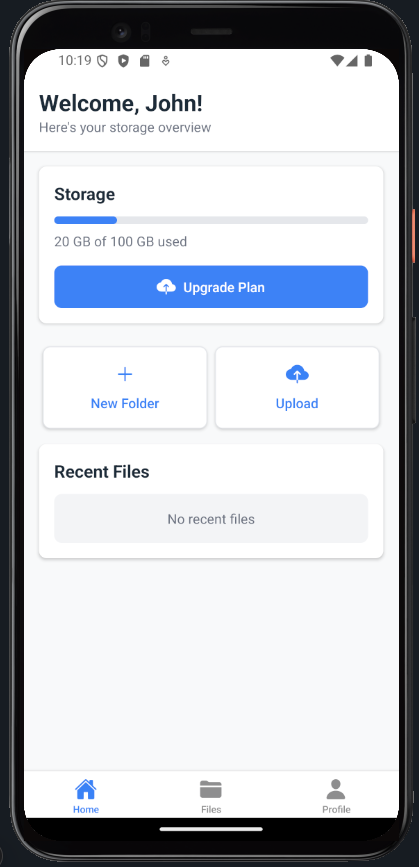 10:19
Welcome, John!
Here's your storage overview
Storage
20 GB of 100 GB used
Upgrade Plan
New Folder
Upload
Recent Files
No recent files
Home
Files
Profile